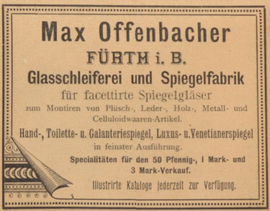 Max Offenbacher
FÜRTH i. B.
Glasschleiferei und Spiegelfabrik
für facettirte Spiegelgläser
zum Montiren von Plüsch-, Leder-, Holz-, Metall- und
Celluloidwaaren-Artikel.
Hand-, Toilette- u. Galanteriespiegel, Luxus- u. Venetianerspiegel
in feinster Ausführung.
Specialitäten für den 50 Pfennig-, 1 Mark- und
3 Mark-Verkauf.
Illustrirte Kataloge jederzeit zur Verfügung.